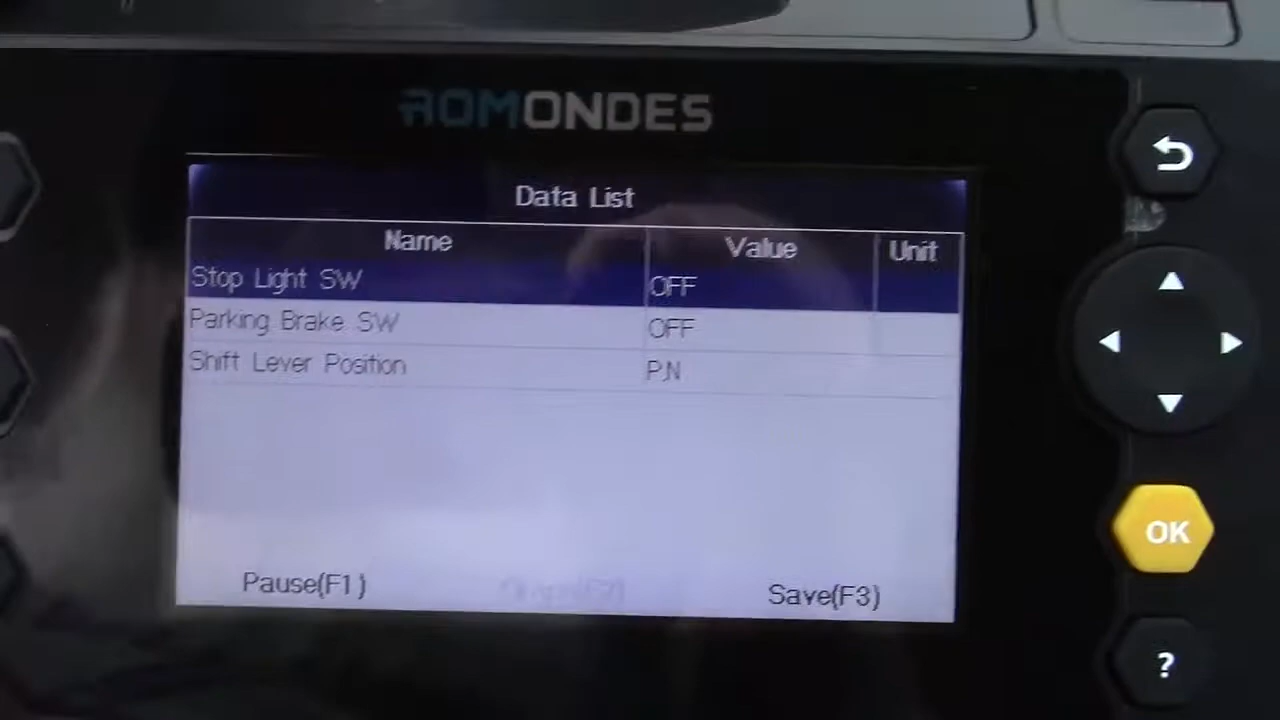 ROMONDES
Data List
Name Value Unit
Stop Light SW OFF
Parking Brake SW OFF
Shift Lever Position P.N
Pause(F1) Save(F3)
OK
?